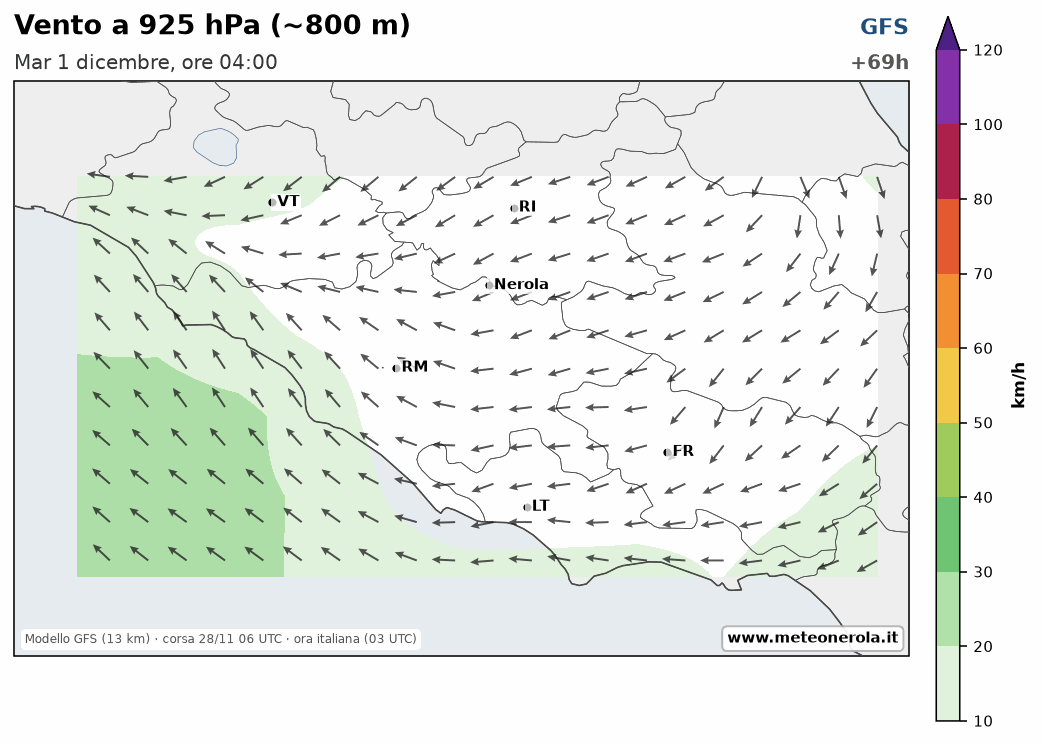 Vento a 925 hPa (~800 m)
GFS
Mar 1 dicembre, ore 04:00
+69h
VT
RI
Nerola
RM
FR
LT
120
100
80
70
60
50
40
30
20
10
km/h
Modello GFS (13 km) · corsa 28/11 06 UTC · ora italiana (03 UTC)
www.meteonerola.it